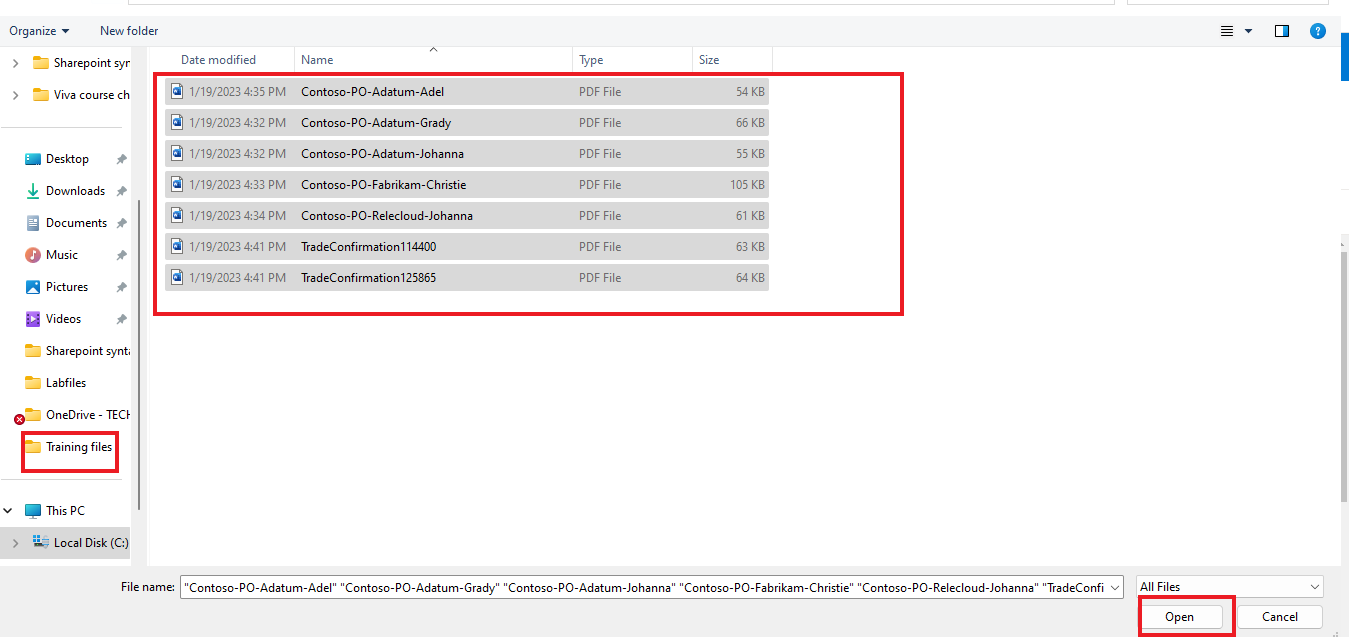 Organize New folder
Date modified Name Type Size
Sharepoint syn
Viva course ch
Desktop
Downloads
Documents
Music
Pictures
Videos
Sharepoint synta
Labfiles
OneDrive - TECH
Training files
This PC
Local Disk (C:)
1/19/2023 4:35 PM Contoso-PO-Adatum-Adel PDF File 54 KB
1/19/2023 4:32 PM Contoso-PO-Adatum-Grady PDF File 66 KB
1/19/2023 4:32 PM Contoso-PO-Adatum-Johanna PDF File 55 KB
1/19/2023 4:33 PM Contoso-PO-Fabrikam-Christie PDF File 105 KB
1/19/2023 4:34 PM Contoso-PO-Relecloud-Johanna PDF File 61 KB
1/19/2023 4:41 PM TradeConfirmation114400 PDF File 63 KB
1/19/2023 4:41 PM TradeConfirmation125865 PDF File 64 KB
File name: "Contoso-PO-Adatum-Adel" "Contoso-PO-Adatum-Grady" "Contoso-PO-Adatum-Johanna" "Contoso-PO-Fabrikam-Christie" "Contoso-PO-Relecloud-Johanna" "TradeConfi All Files
Open Cancel